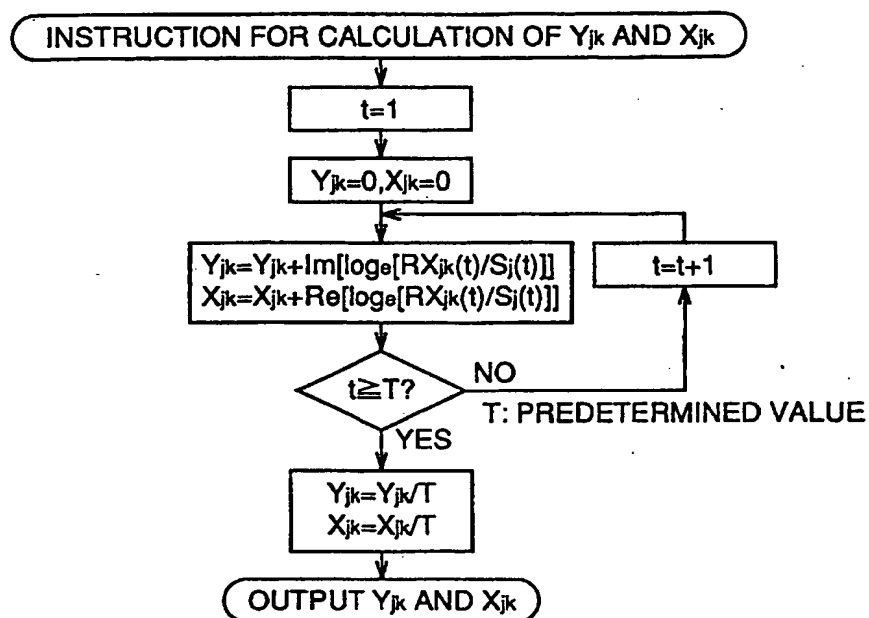 INSTRUCTION FOR CALCULATION OF Yjk AND Xjk
t=1
Yjk=0,Xjk=0
Yjk=Yjk+Im[loge[RXjk(t)/Sj(t)]]
Xjk=Xjk+Re[loge[RXjk(t)/Sj(t)]]
t=t+1
t≧T?
NO
T: PREDETERMINED VALUE
YES
Yjk=Yjk/T
Xjk=Xjk/T
OUTPUT Yjk AND Xjk